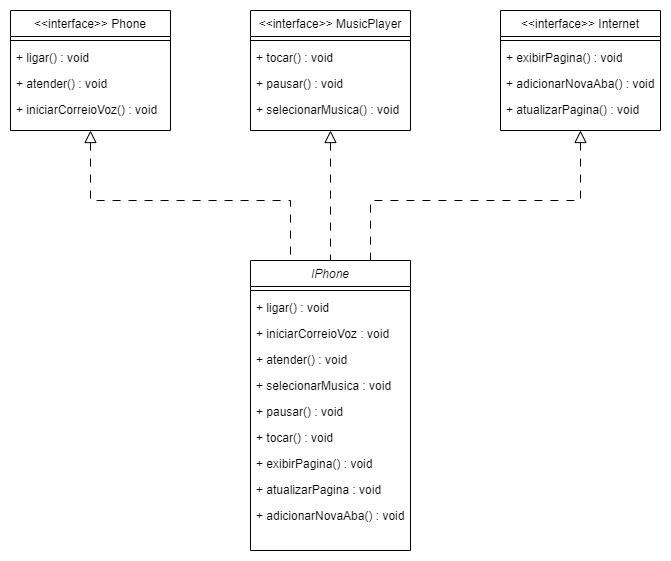 <<interface>> Phone
+ ligar() : void
+ atender() : void
+ iniciarCorreioVoz() : void
<<interface>> MusicPlayer
+ tocar() : void
+ pausar() : void
+ selecionarMusica() : void
<<interface>> Internet
+ exibirPagina() : void
+ adicionarNovaAba() : void
+ atualizarPagina() : void
IPhone
+ ligar() : void
+ iniciarCorreioVoz : void
+ atender() : void
+ selecionarMusica : void
+ pausar() : void
+ tocar() : void
+ exibirPagina() : void
+ atualizarPagina : void
+ adicionarNovaAba() : void